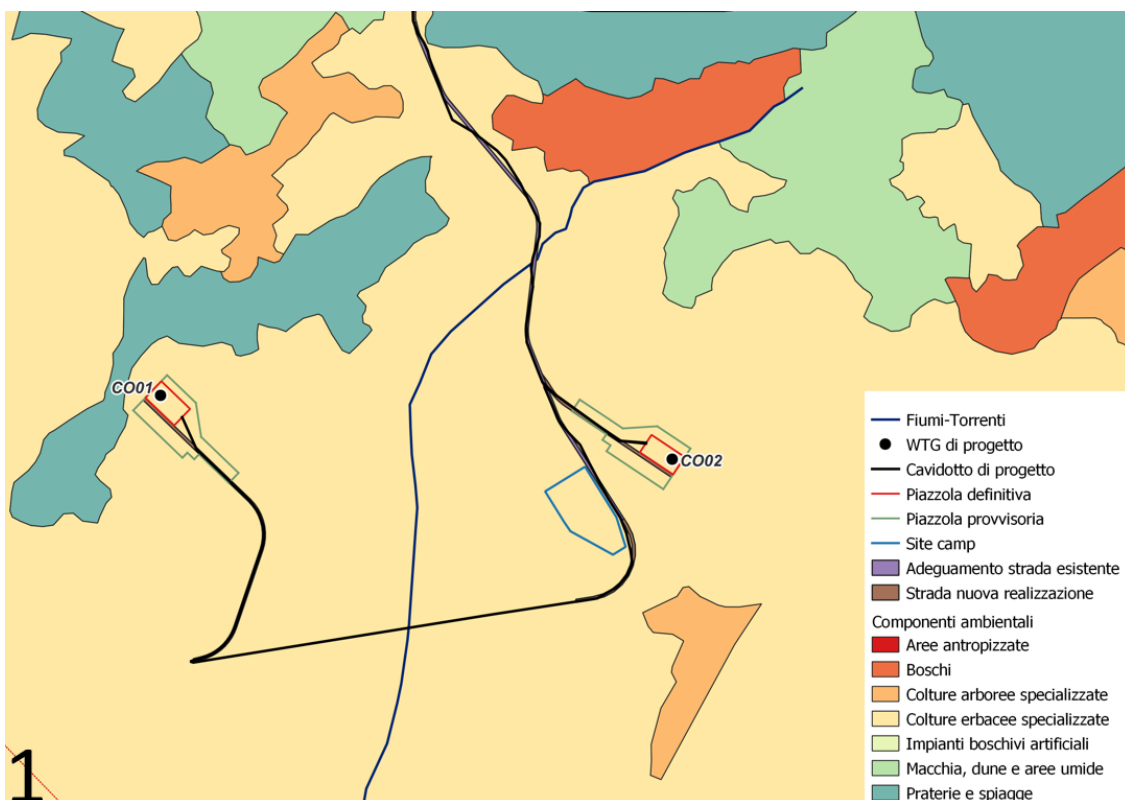 CO01
CO02
1
Fiumi-Torrenti
WTG di progetto
Cavidotto di progetto
Piazzola definitiva
Piazzola provvisoria
Site camp
Adeguamento strada esistente
Strada nuova realizzazione
Componenti ambientali
Aree antropizzate
Boschi
Colture arboree specializzate
Colture erbacee specializzate
Impianti boschivi artificiali
Macchia, dune e aree umide
Praterie e spiagge